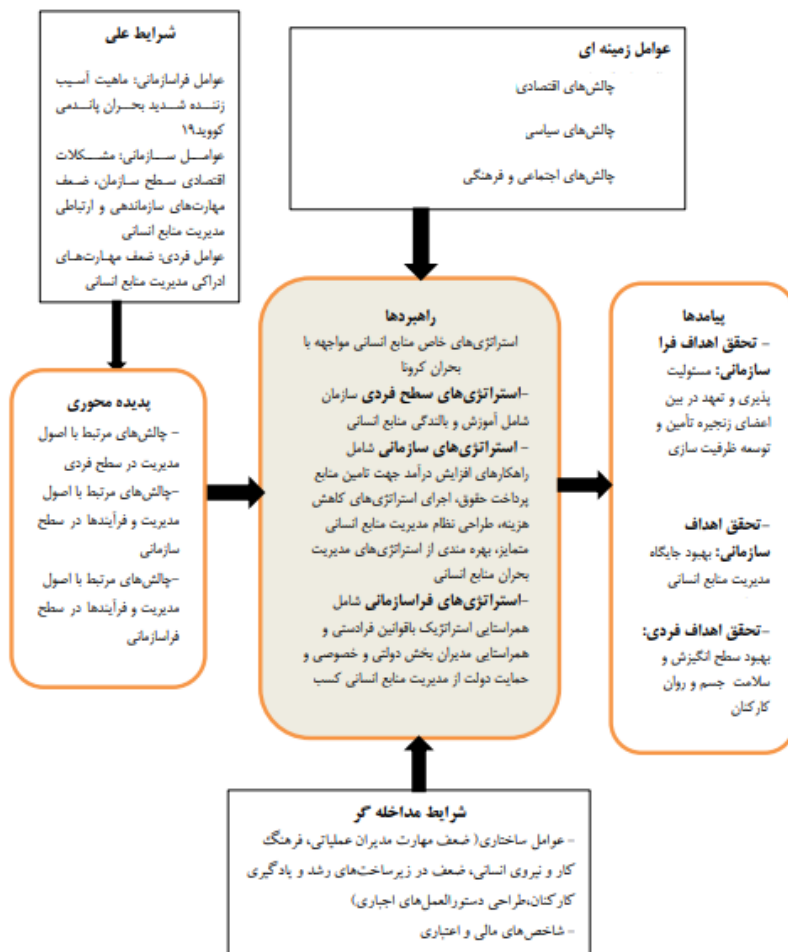 شرایط علی
عوامل فراسازمانی: ماهیت آسیب
زننده شدید بحران پاندمی
کووید۱۹
عوامل سازمانی: مشکلات
اقتصادی سطح سازمان، ضعف
مهارت‌های سازماندهی و ارتباطی
مدیریت منابع انسانی
عوامل فردی: ضعف مهارت‌های
ادراکی مدیریت منابع انسانی
عوامل زمینه ای
چالش‌های اقتصادی
چالش‌های سیاسی
چالش‌های اجتماعی و فرهنگی
پدیده محوری
- چالش‌های مرتبط با اصول
مدیریت در سطح فردی
-چالش‌های مرتبط با اصول
مدیریت و فرآیندها در سطح
سازمانی
-چالش‌های مرتبط با اصول
مدیریت و فرآیندها در سطح
فراسازمانی
راهبردها
استراتژی‌های خاص منابع انسانی مواجهه با
بحران کرونا
-استراتژی‌های سطح فردی سازمان
شامل آموزش و بالندگی منابع انسانی
- استراتژی‌های سازمانی شامل
راهکارهای افزایش درآمد جهت تامین منابع
پرداخت حقوق، اجرای استراتژی‌های کاهش
هزینه، طراحی نظام مدیریت منابع انسانی
متمایز، بهره مندی از استراتژی‌های مدیریت
بحران منابع انسانی
-استراتژی‌های فراسازمانی شامل
همراستایی استراتژیک باقوانین فرادستی و
همراستایی مدیران بخش دولتی و خصوصی و
حمایت دولت از مدیریت منابع انسانی کسب
پیامدها
- تحقق اهداف فرا
سازمانی: مسئولیت
پذیری و تعهد در بین
اعضای زنجیره تأمین و
توسعه ظرفیت سازی
-تحقق اهداف
سازمانی: بهبود جایگاه
مدیریت منابع انسانی
-تحقق اهداف فردی:
بهبود سطح انگیزش و
سلامت جسم و روان
کارکنان
شرایط مداخله گر
- عوامل ساختاری( ضعف مهارت مدیران عملیاتی، فرهنگ
کار و نیروی انسانی، ضعف در زیرساخت‌های رشد و یادگیری
کارکنان،طراحی دستورالعمل‌های اجباری)
- شاخص‌های مالی و اعتباری